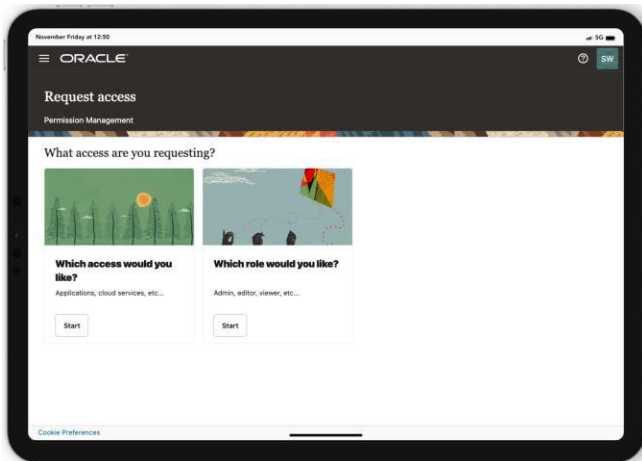 November Friday at 12:50
5G
ORACLE
SW
Request access
Permission Management
What access are you requesting?
Which access would you
like?
Applications, cloud services, etc...
Start
Which role would you like?
Admin, editor, viewer, etc...
Start
Cookie Preferences